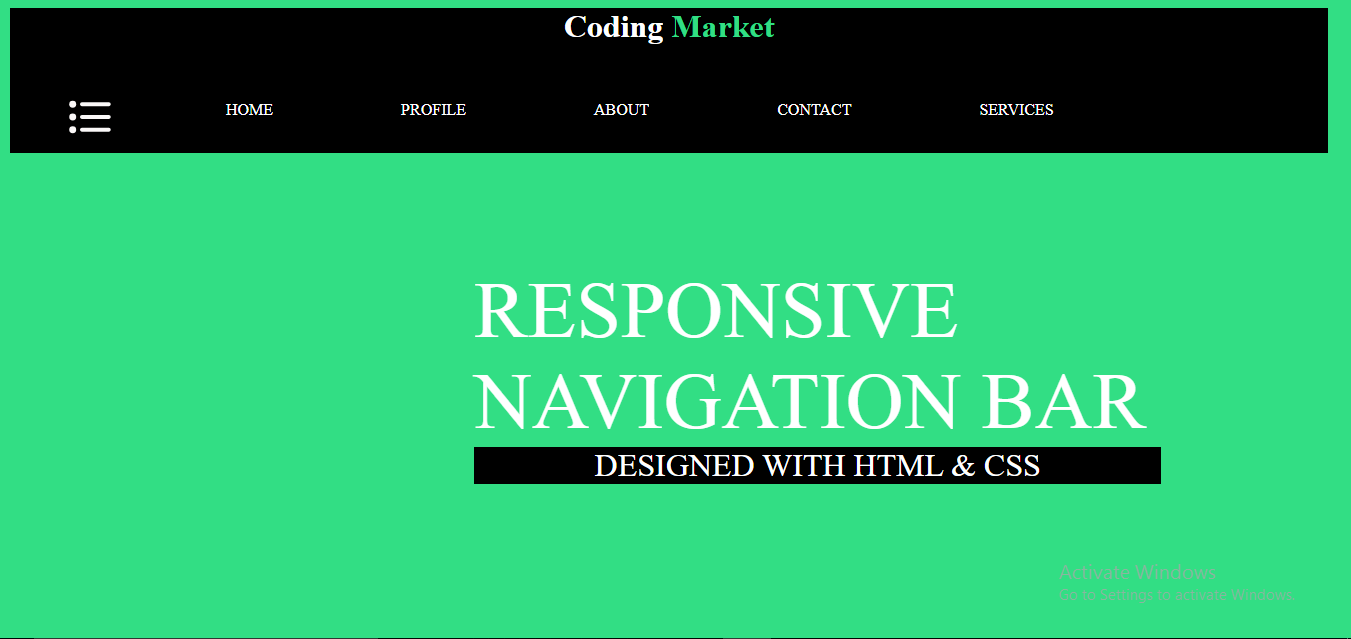 Coding Market
HOME PROFILE ABOUT CONTACT SERVICES
RESPONSIVE
NAVIGATION BAR
DESIGNED WITH HTML & CSS
Activate Windows
Go to Settings to activate Windows.